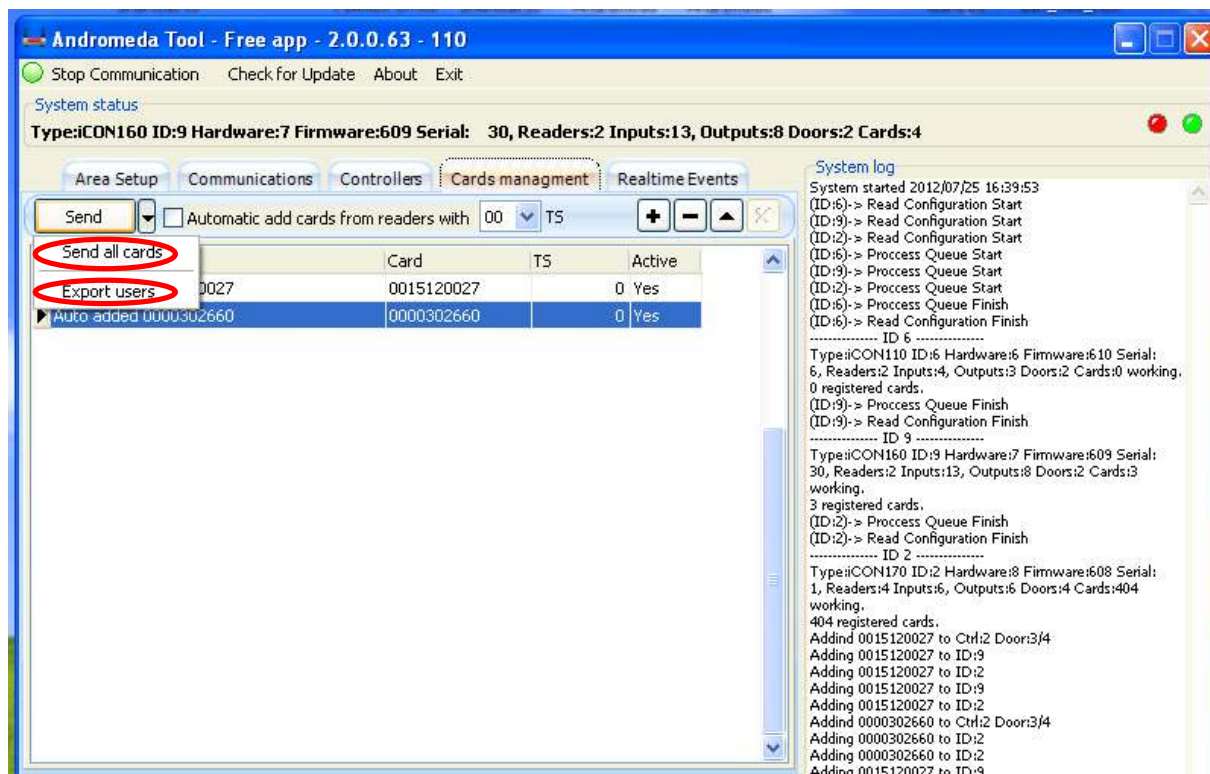 Andromeda Tool - Free app - 2.0.0.63 - 110
Stop Communication Check for Update About Exit
System status
Type:iCON160 ID:9 Hardware:7 Firmware:609 Serial: 30, Readers:2 Inputs:13, Outputs:8 Doors:2 Cards:4
Area Setup Communications Controllers Cards managment Realtime Events
Send Automatic add cards from readers with 00 TS
Send all cards
Export users
Card TS Active
0027 0015120027 0 Yes
Auto added 0000302660 0000302660 0 Yes
System log
System started 2012/07/25 16:39:53
(ID:6)-> Read Configuration Start
(ID:9)-> Read Configuration Start
(ID:2)-> Read Configuration Start
(ID:6)-> Proccess Queue Start
(ID:9)-> Proccess Queue Start
(ID:2)-> Proccess Queue Start
(ID:6)-> Proccess Queue Finish
(ID:6)-> Read Configuration Finish
--------------- ID 6 ---------------
Type:iCON110 ID:6 Hardware:6 Firmware:610 Serial:
6, Readers:2 Inputs:4, Outputs:3 Doors:2 Cards:0 working.
0 registered cards.
(ID:9)-> Proccess Queue Finish
(ID:9)-> Read Configuration Finish
--------------- ID 9 ---------------
Type:iCON160 ID:9 Hardware:7 Firmware:609 Serial:
30, Readers:2 Inputs:13, Outputs:8 Doors:2 Cards:3
working.
3 registered cards.
(ID:2)-> Proccess Queue Finish
(ID:2)-> Read Configuration Finish
--------------- ID 2 ---------------
Type:iCON170 ID:2 Hardware:8 Firmware:608 Serial:
1, Readers:4 Inputs:6, Outputs:6 Doors:4 Cards:404
working.
404 registered cards.
Addind 0015120027 to Ctrl:2 Door:3/4
Adding 0015120027 to ID:9
Adding 0015120027 to ID:2
Adding 0015120027 to ID:9
Adding 0015120027 to ID:2
Addind 0000302660 to Ctrl:2 Door:3/4
Adding 0000302660 to ID:2
Adding 0000302660 to ID:2
Adding 0015120027 to ID:9